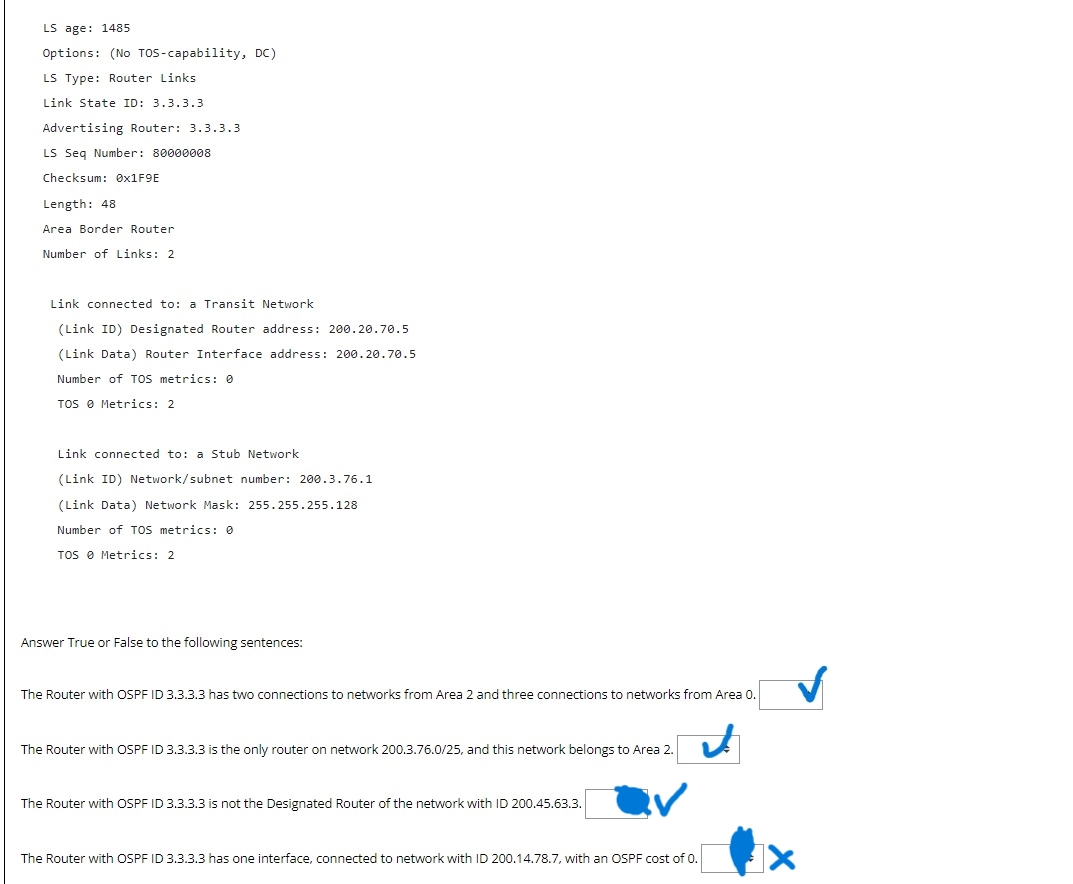 LS age: 1485
Options: (No TOS-capability, DC)
LS Type: Router Links
Link State ID: 3.3.3.3
Advertising Router: 3.3.3.3
LS Seq Number: 80000008
Checksum: 0x1F9E
Length: 48
Area Border Router
Number of Links: 2
Link connected to: a Transit Network
(Link ID) Designated Router address: 200.20.70.5
(Link Data) Router Interface address: 200.20.70.5
Number of TOS metrics: 0
TOS 0 Metrics: 2
Link connected to: a Stub Network
(Link ID) Network/subnet number: 200.3.76.1
(Link Data) Network Mask: 255.255.255.128
Number of TOS metrics: 0
TOS 0 Metrics: 2
Answer True or False to the following sentences:
The Router with OSPF ID 3.3.3.3 has two connections to networks from Area 2 and three connections to networks from Area 0.
The Router with OSPF ID 3.3.3.3 is the only router on network 200.3.76.0/25, and this network belongs to Area 2.
The Router with OSPF ID 3.3.3.3 is not the Designated Router of the network with ID 200.45.63.3.
The Router with OSPF ID 3.3.3.3 has one interface, connected to network with ID 200.14.78.7, with an OSPF cost of 0.